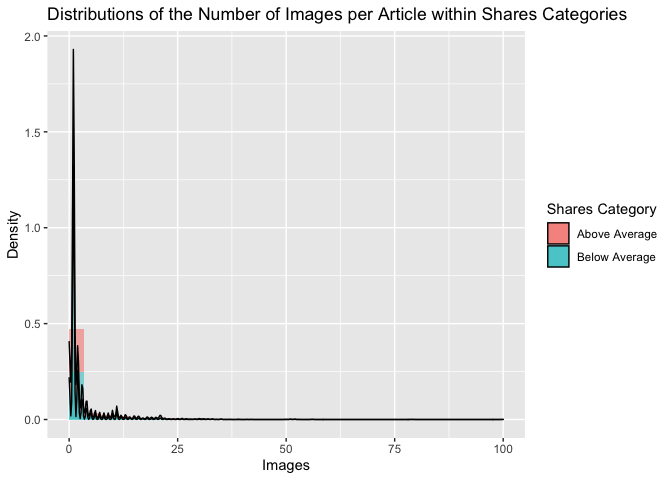 Distributions of the Number of Images per Article within Shares Categories
2.0
1.5
1.0
0.5
0.0
Density
0 25 50 75 100
Images
Shares Category
Above Average
Below Average